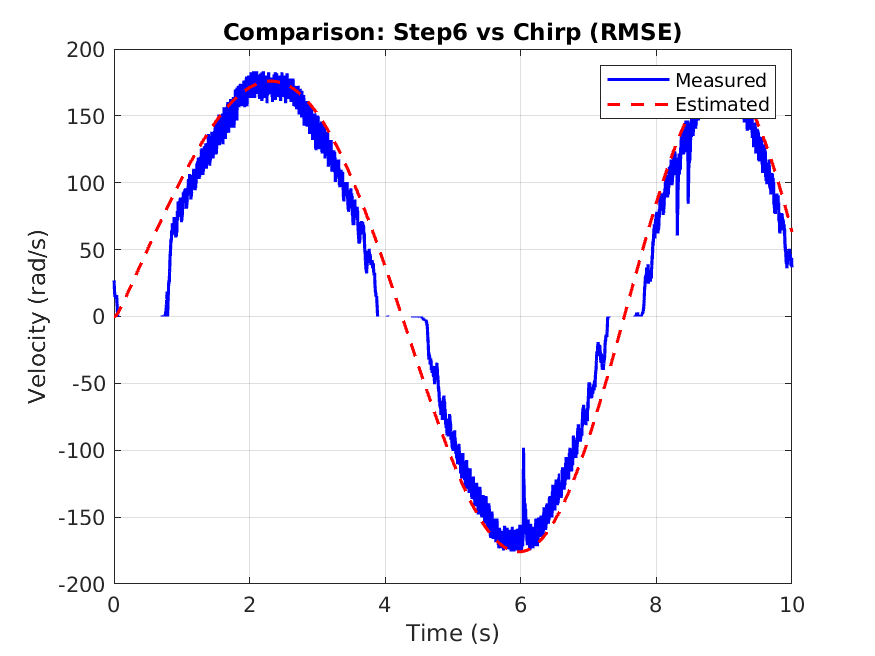 Comparison: Step6 vs Chirp (RMSE)
Measured
Estimated
Velocity (rad/s)
200
150
100
50
0
-50
-100
-150
-200
0 2 4 6 8 10
Time (s)